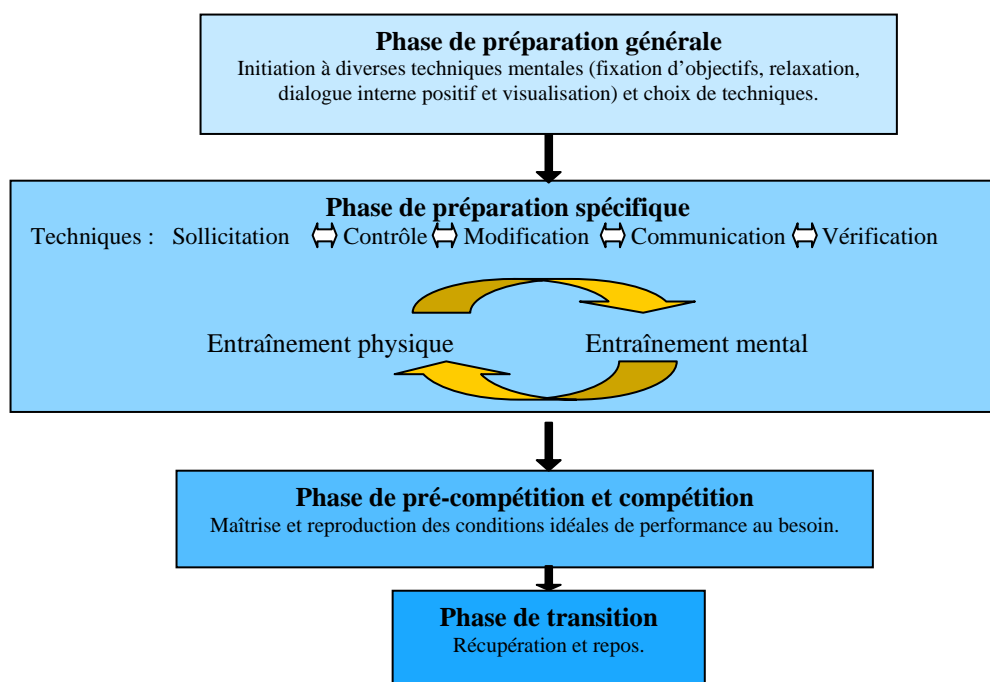 Phase de préparation générale
Initiation à diverses techniques mentales (fixation d’objectifs, relaxation,
dialogue interne positif et visualisation) et choix de techniques.
Phase de préparation spécifique
Techniques : Sollicitation Contrôle Modification Communication Vérification
Entraînement physique Entraînement mental
Phase de pré-compétition et compétition
Maîtrise et reproduction des conditions idéales de performance au besoin.
Phase de transition
Récupération et repos.